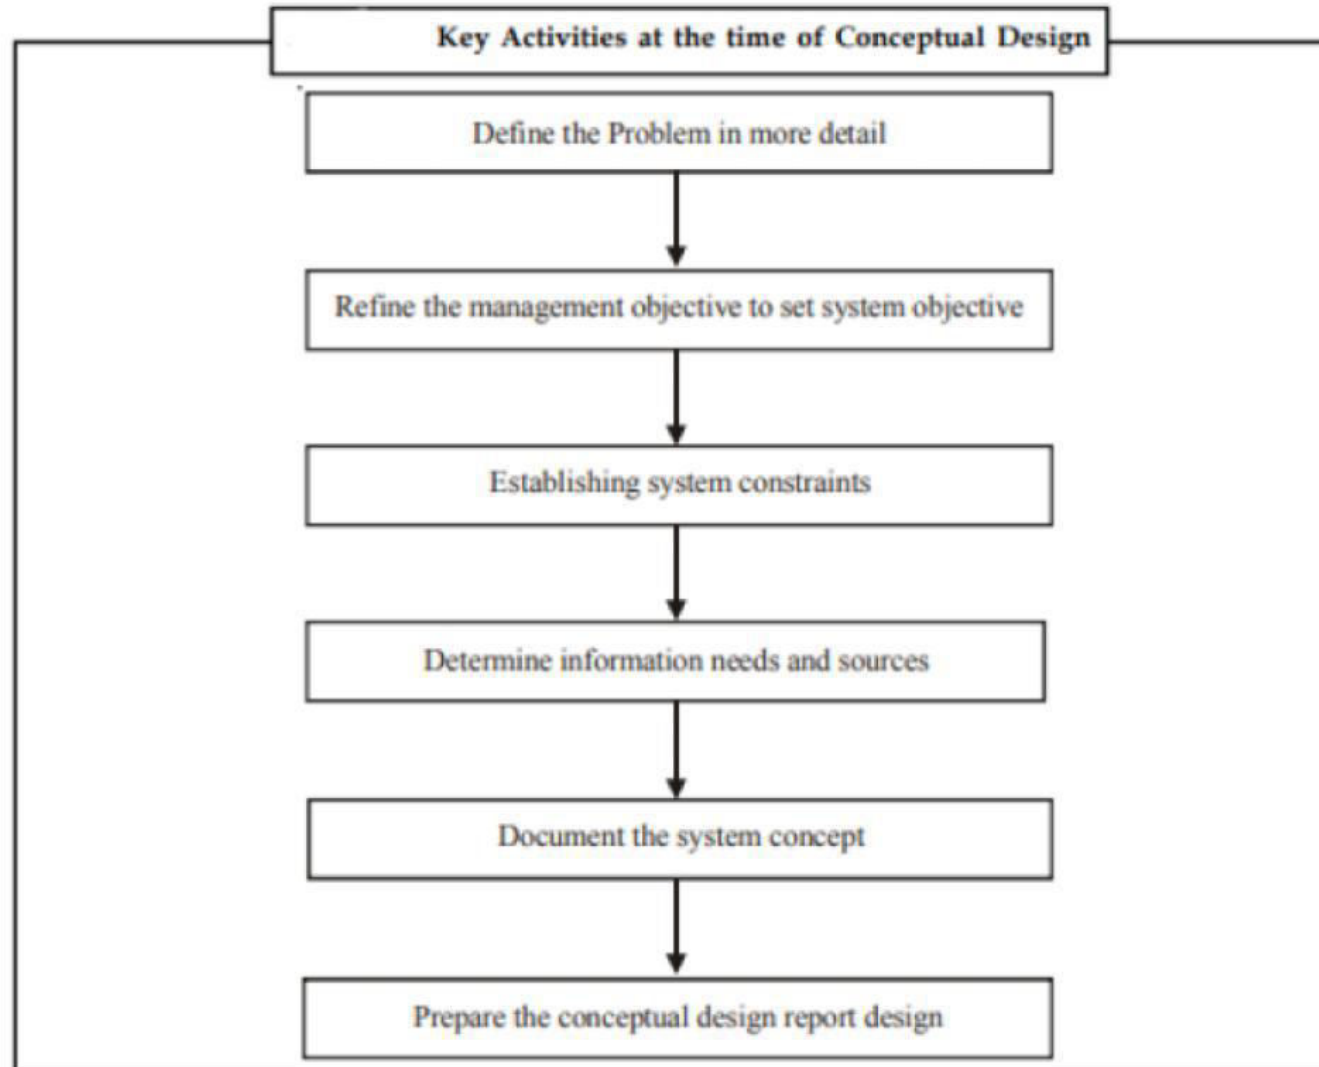 Key Activities at the time of Conceptual Design
Define the Problem in more detail
Refine the management objective to set system objective
Establishing system constraints
Determine information needs and sources
Document the system concept
Prepare the conceptual design report design